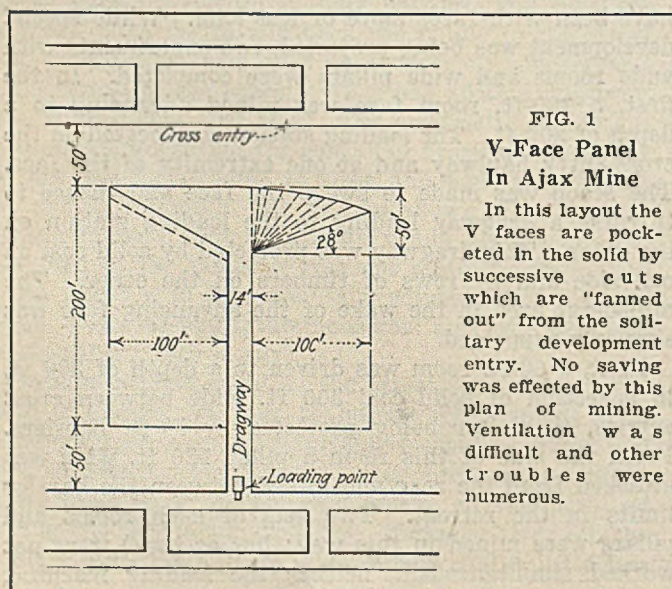 Cross entry
50'
200'
50'
50'
28°
14'
100'
100'
Dragway
Loading point
FIG. 1
V-Face Panel
In Ajax Mine
In this layout the
V faces are pock-
eted in the solid by
successive cuts
which are "fanned
out" from the soli-
tary development
entry. No saving
was effected by this
plan of mining.
Ventilation was
difficult and other
troubles were
numerous.